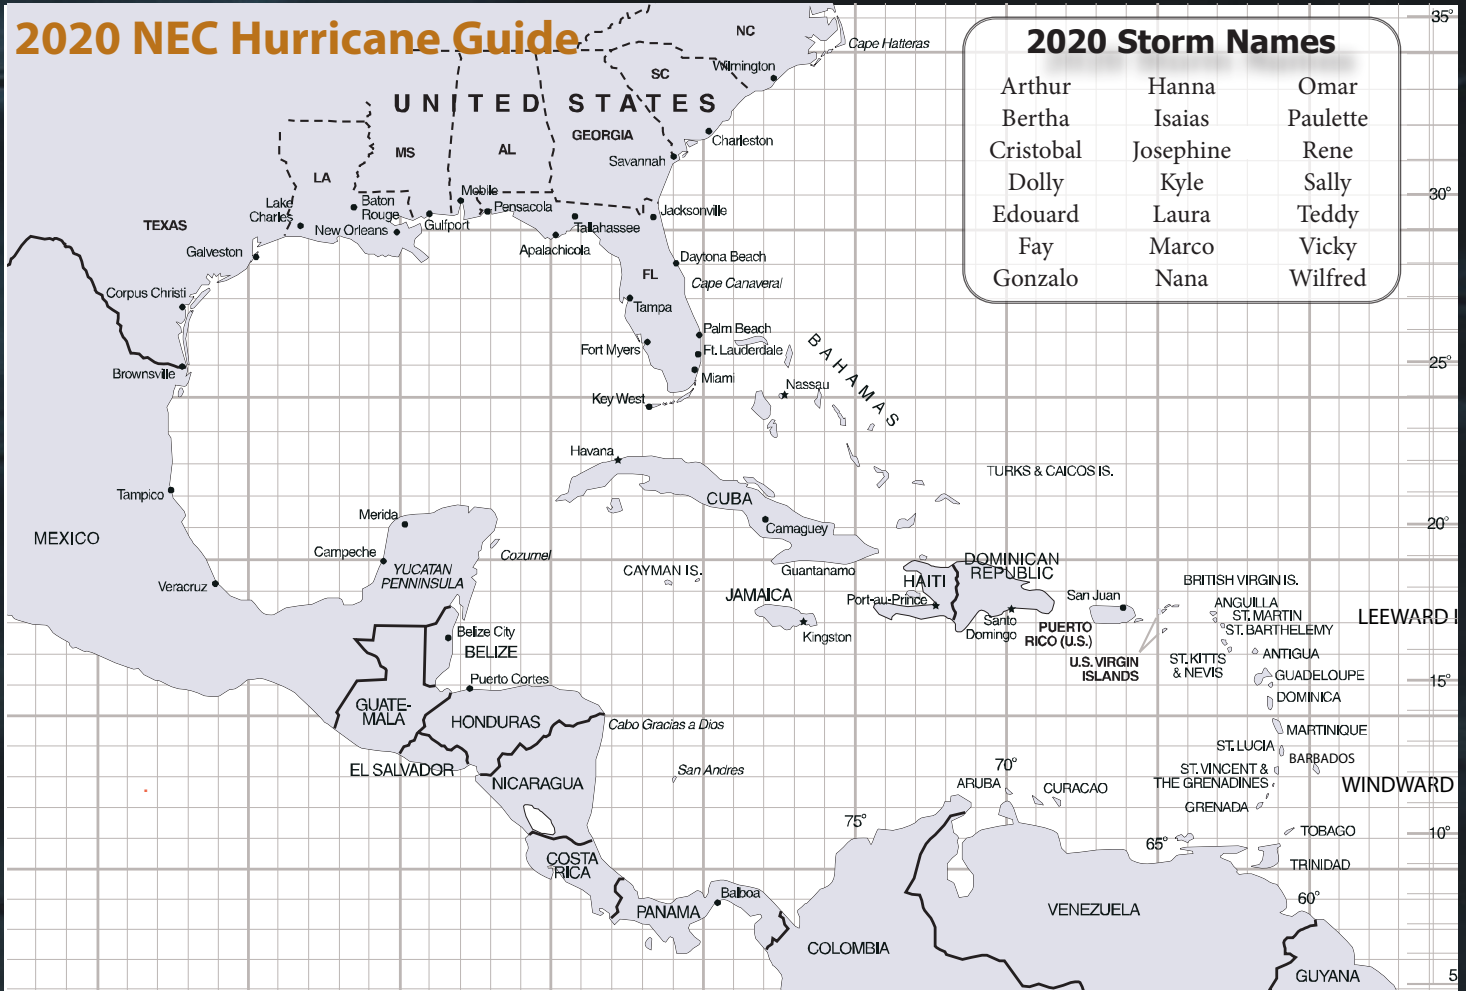 2020 NEC Hurricane Guide
2020 Storm Names
Arthur Hanna Omar
Bertha Isaias Paulette
Cristobal Josephine Rene
Dolly Kyle Sally
Edouard Laura Teddy
Fay Marco Vicky
Gonzalo Nana Wilfred
35°
NC
Cape Hatteras
SC
Wilmington
UNITED STATES
GEORGIA
Charleston
MS
AL
Savannah
LA
Mobile
30°
Lake
Charles
Baton
Rouge
Pensacola
Jacksonville
TEXAS
New Orleans
Gulfport
Tallahassee
Galveston
Apalachicola
Daytona Beach
FL
Cape Canaveral
Corpus Christi
Tampa
Palm Beach
Fort Myers
Ft. Lauderdale
BAHAMAS
25°
Brownsville
Miami
Nassau
Key West
Havana
TURKS & CAICOS IS.
Tampico
CUBA
Merida
Camaguey
20°
MEXICO
Campeche
Cozumel
YUCATAN
PENNINSULA
CAYMAN IS.
Guantanamo
HAITI
DOMINICAN
REPUBLIC
Veracruz
JAMAICA
Port-au-Prince
San Juan
BRITISH VIRGIN IS.
ANGUILLA
ST. MARTIN
LEEWARD I
Belize City
Kingston
Santo
Domingo
PUERTO
RICO (U.S.)
ST. BARTHELEMY
BELIZE
U.S. VIRGIN
ISLANDS
ST. KITTS
& NEVIS
ANTIGUA
Puerto Cortes
GUADELOUPE
15°
GUATE-
MALA
HONDURAS
Cabo Gracias a Dios
DOMINICA
MARTINIQUE
ST. LUCIA
BARBADOS
EL SALVADOR
San Andres
70°
ST. VINCENT &
THE GRENADINES
WINDWARD
NICARAGUA
ARUBA
CURACAO
GRENADA
75°
65°
TOBAGO
10°
COSTA
RICA
TRINIDAD
Balboa
60°
PANAMA
VENEZUELA
COLOMBIA
GUYANA
5